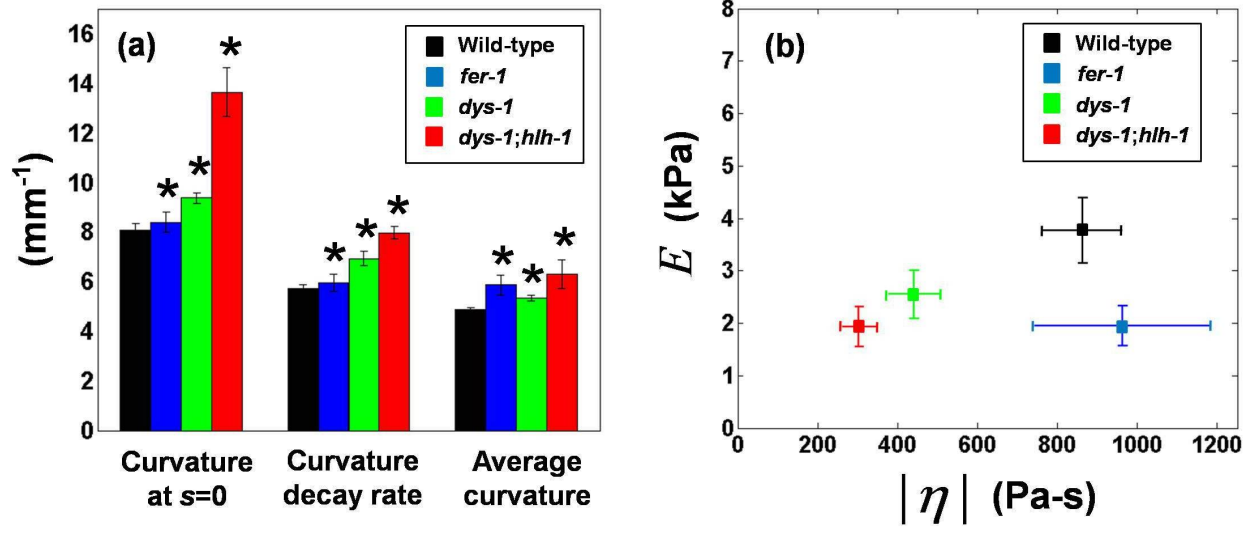 (a)
Wild-type
fer-1
dys-1
dys-1;hlh-1
(mm⁻¹)
16
14
12
10
8
6
4
2
0
* * *
* * *
* * *
Curvature
at s=0
Curvature
decay rate
Average
curvature
(b)
Wild-type
fer-1
dys-1
dys-1;hlh-1
E (kPa)
8
7
6
5
4
3
2
1
0
0 200 400 600 800 1000 1200
|η| (Pa-s)